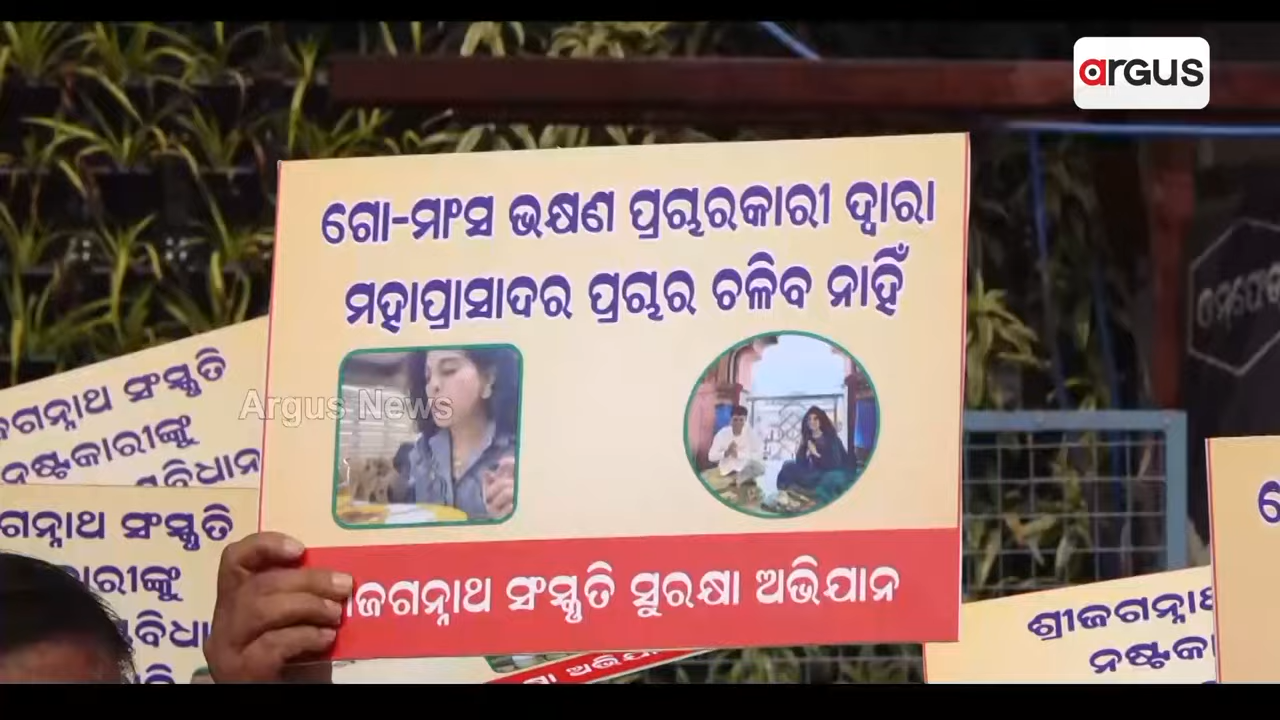 argus
ଗୋ-ମାଂସ ଭକ୍ଷଣ ପ୍ରଚାରକାରୀ ଦ୍ୱାରା
ମହାପ୍ରସାଦର ପ୍ରଚାର ଚଳିବ ନାହିଁ
Argus News
ଜଗନ୍ନାଥ ସଂସ୍କୃତି ସୁରକ୍ଷା ଅଭିଯାନ
ଜଗନ୍ନାଥ ସଂସ୍କୃତି
ନଷ୍ଟକାରୀଙ୍କୁ
ଗନ୍ନାଥ ସଂସ୍କୃତି
ାରୀଙ୍କୁ
ଶ୍ରୀଜଗନ୍ନାଥ
ନଷ୍ଟକା